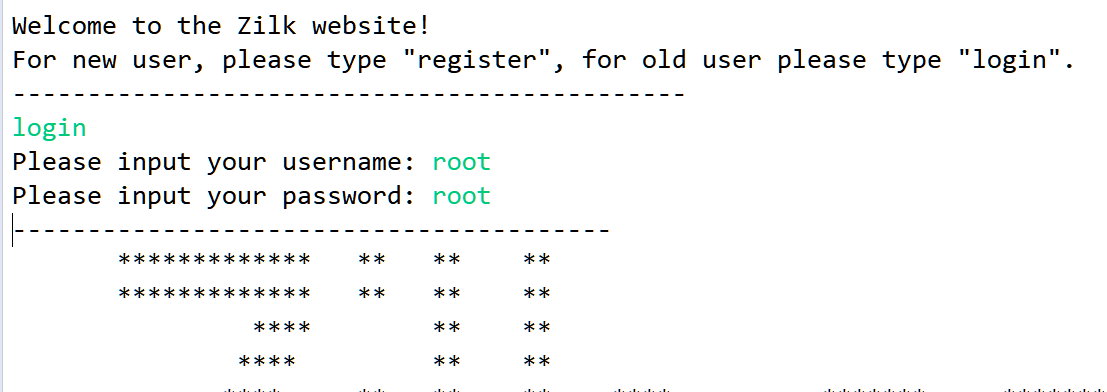 Welcome to the Zilk website!
For new user, please type "register", for old user please type "login".
---------------------------------------------
login
Please input your username: root
Please input your password: root
----------------------------------------
*************   **   **    **
*************   **   **    **
****        **    **
****         **    **